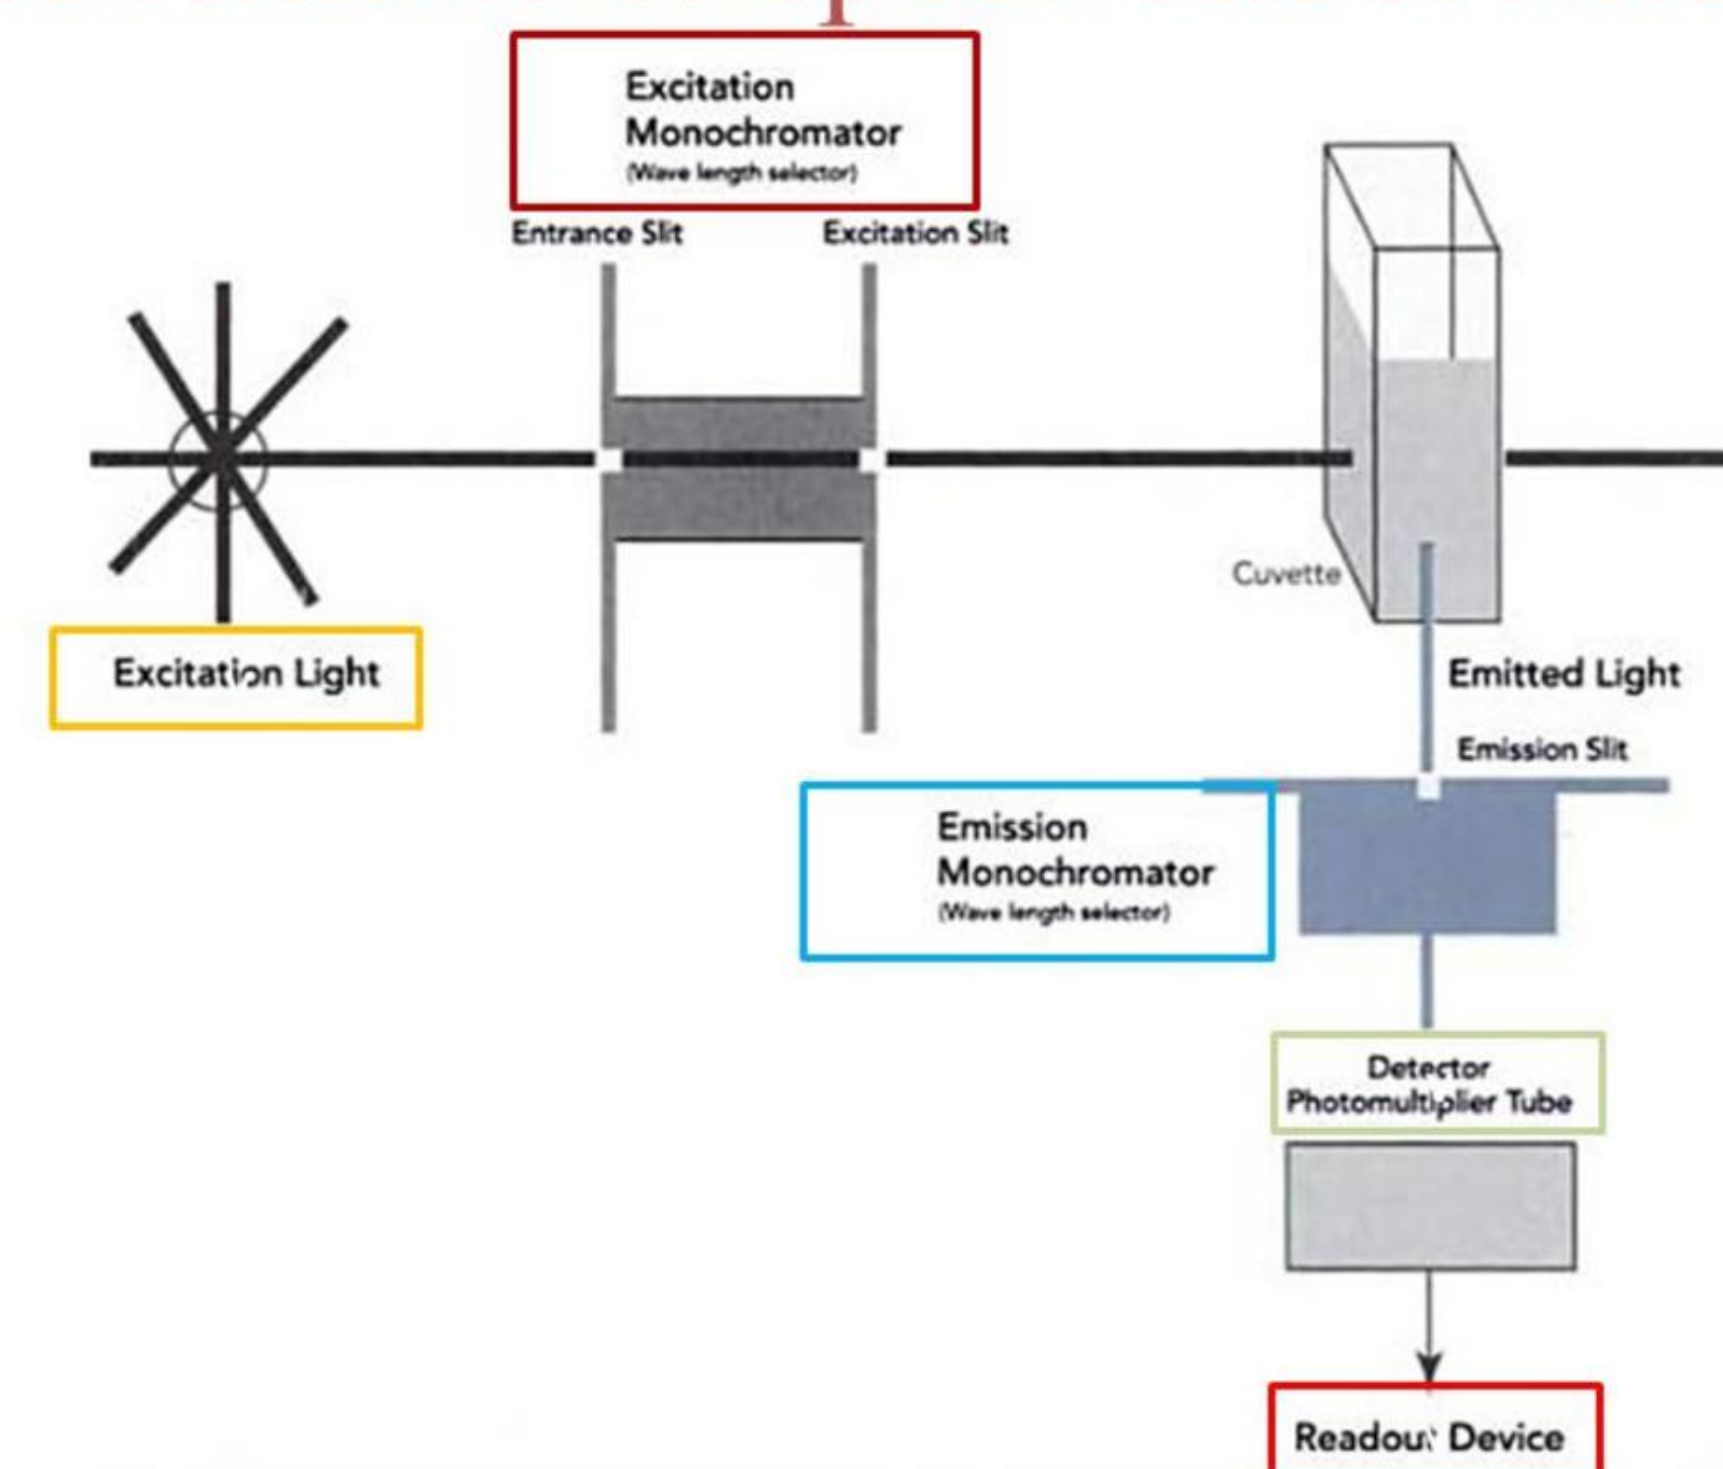 Excitation
Monochromator
(Wave length selector)
Entrance Slit
Excitation Slit
Cuvette
Excitation Light
Emitted Light
Emission Slit
Emission
Monochromator
(Wave length selector)
Detector
Photomultiplier Tube
Readout Device